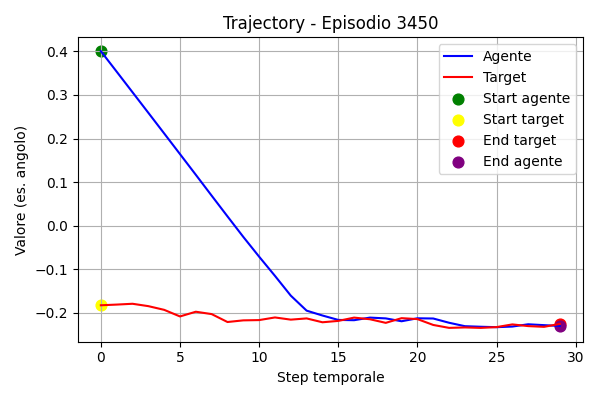 Trajectory - Episodio 3450
Agente
Target
Start agente
Start target
End target
End agente
Valore (es. angolo)
0.4
0.3
0.2
0.1
0.0
−0.1
−0.2
0 5 10 15 20 25 30
Step temporale